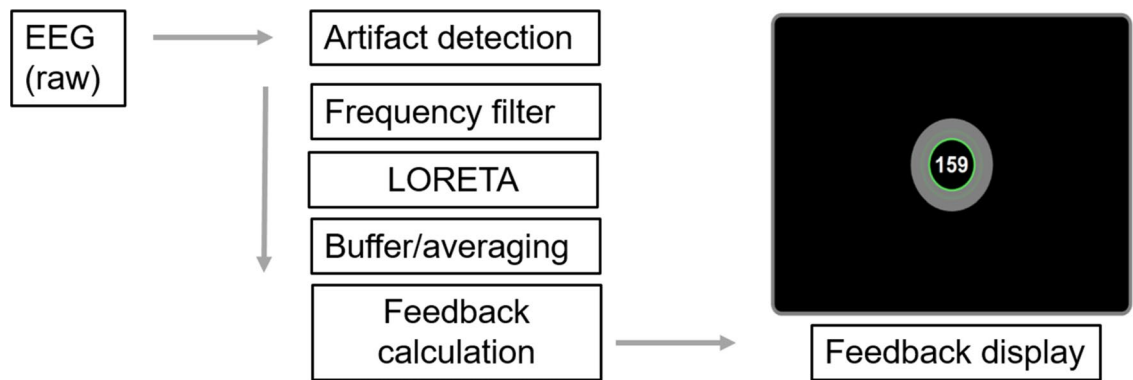 EEG
(raw)
Artifact detection
Frequency filter
LORETA
Buffer/averaging
Feedback
calculation
159
Feedback display